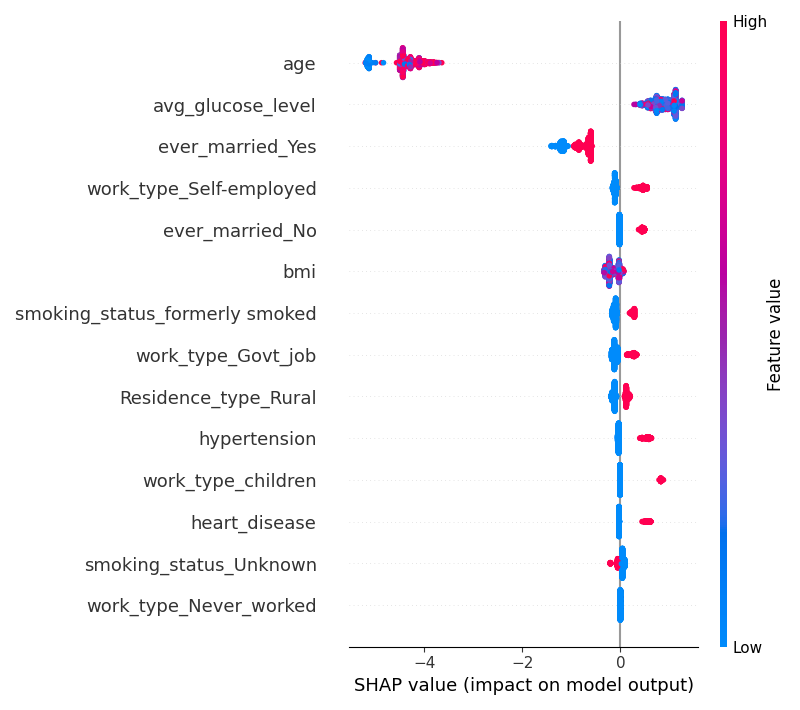 High
age
avg_glucose_level
ever_married_Yes
work_type_Self-employed
ever_married_No
bmi
smoking_status_formerly smoked
work_type_Govt_job
Residence_type_Rural
hypertension
work_type_children
heart_disease
smoking_status_Unknown
work_type_Never_worked
Feature value
Low
−4 −2 0
SHAP value (impact on model output)